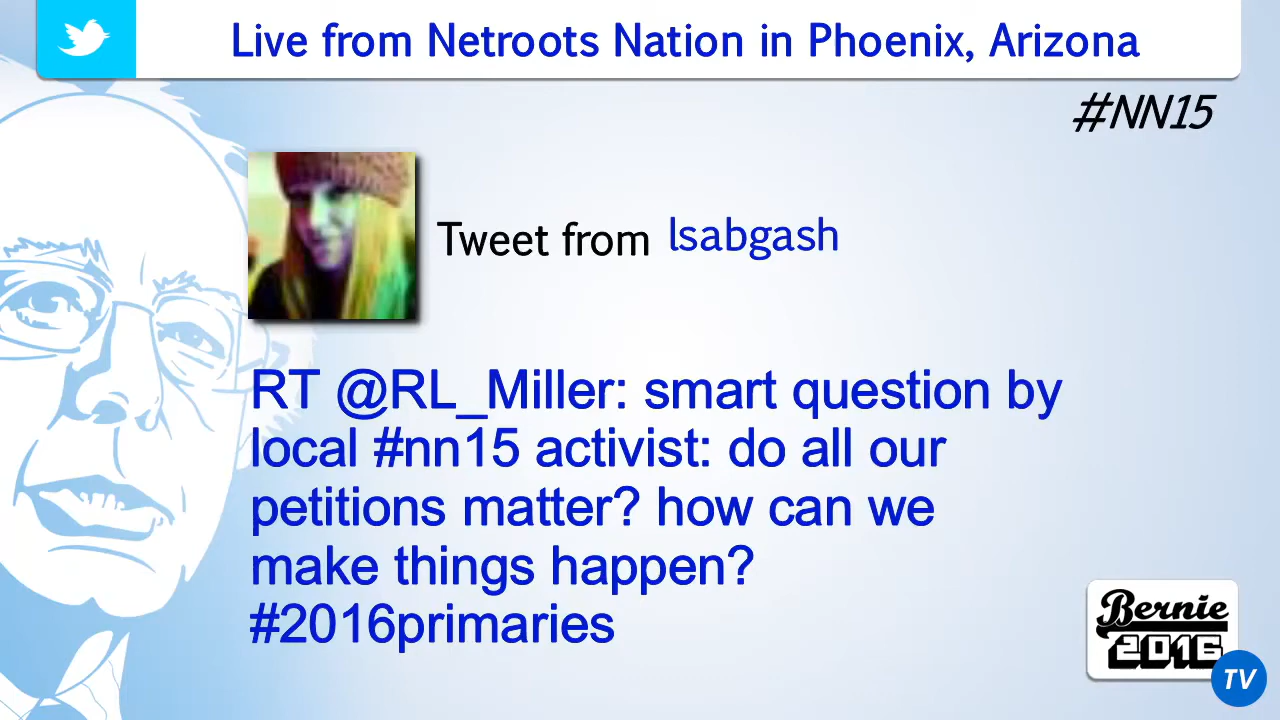 Live from Netroots Nation in Phoenix, Arizona
#NN15
Tweet from lsabgash
RT @RL_Miller: smart question by
local #nn15 activist: do all our
petitions matter? how can we
make things happen?
#2016primaries
Bernie
2016
TV